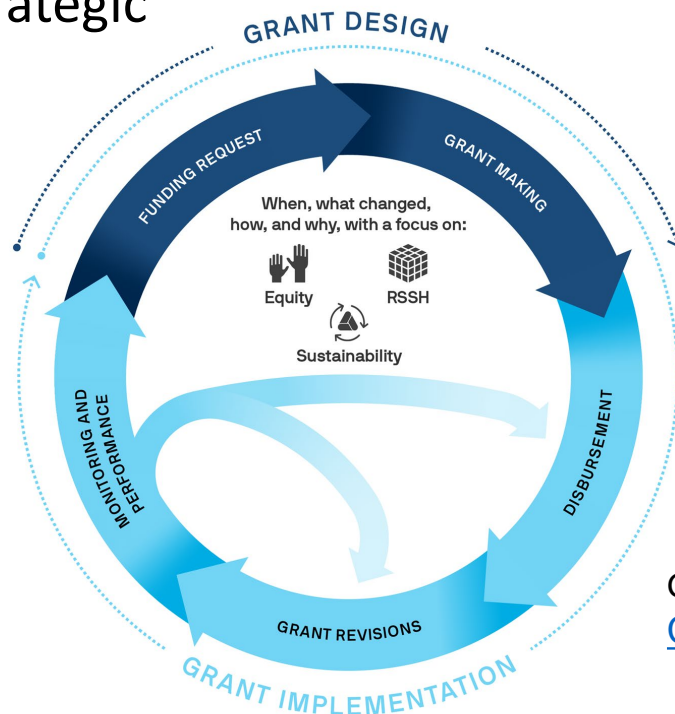 ategic
GRANT DESIGN
FUNDING REQUEST
GRANT MAKING
When, what changed,
how, and why, with a focus on:
Equity
RSSH
Sustainability
DISBURSEMENT
MONITORING AND
PERFORMANCE
GRANT REVISIONS
GRANT IMPLEMENTATION